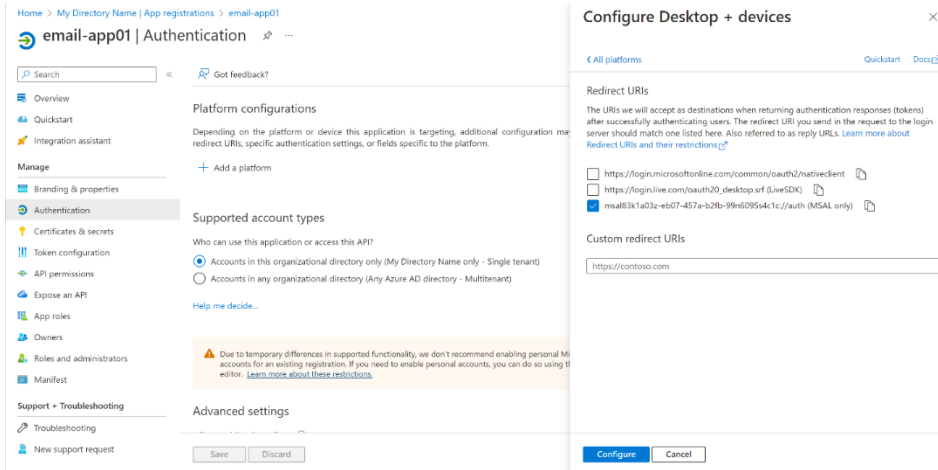 Home > My Directory Name | App registrations > email-app01
email-app01 | Authentication
Search
Overview
Quickstart
Integration assistant
Manage
Branding & properties
Authentication
Certificates & secrets
Token configuration
API permissions
Expose an API
App roles
Owners
Roles and administrators
Manifest
Support + Troubleshooting
Troubleshooting
New support request
Got feedback?
Platform configurations
Depending on the platform or device this application is targeting, additional configuration may
redirect URIs, specific authentication settings, or fields specific to the platform.
Add a platform
Supported account types
Who can use this application or access this API?
Accounts in this organizational directory only (My Directory Name only - Single tenant)
Accounts in any organizational directory (Any Azure AD directory - Multitenant)
Help me decide...
Due to temporary differences in supported functionality, we don't recommend enabling personal Mi
accounts for an existing registration. If you need to enable personal accounts, you can do so using t
editor. Learn more about these restrictions.
Advanced settings
Save Discard
Configure Desktop + devices
All platforms Quickstart Docs
Redirect URIs
The URIs we will accept as destinations when returning authentication responses (tokens)
after successfully authenticating users. The redirect URI you send in the request to the login
server should match one listed here. Also referred to as reply URLs. Learn more about
Redirect URIs and their restrictions
https://login.microsoftonline.com/common/oauth2/nativeclient
https://login.live.com/oauth20_desktop.srf (LiveSDK)
msal83k1a03z-eb07-457a-b2fb-99n6095s4c1c://auth (MSAL only)
Custom redirect URIs
https://contoso.com
Configure Cancel